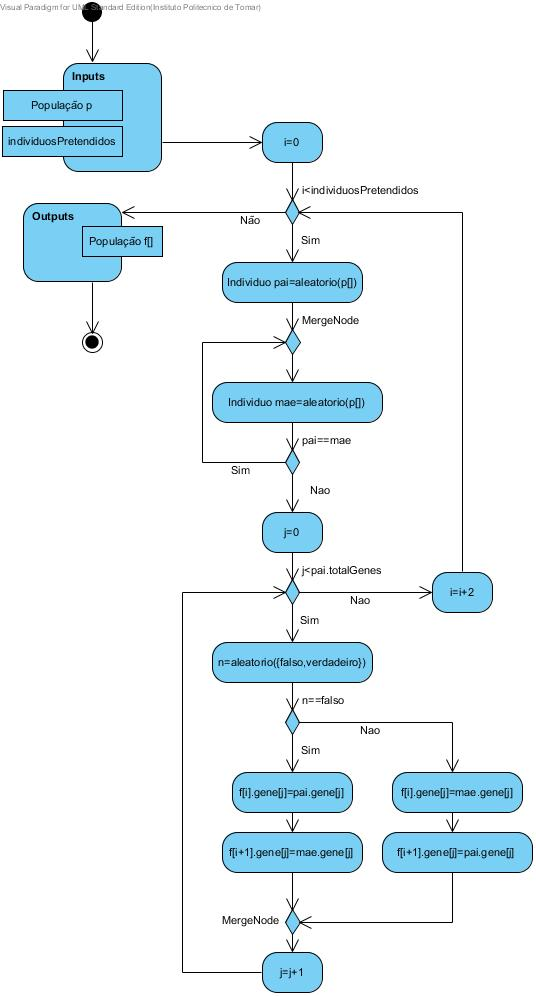 Visual Paradigm for UML Standard Edition(Instituto Politecnico de Tomar)
Inputs
População p
individuosPretendidos
i=0
i<individuosPretendidos
Não
Outputs
População f[]
Sim
Individuo pai=aleatorio(p[])
MergeNode
Individuo mae=aleatorio(p[])
pai==mae
Sim
Nao
j=0
j<pai.totalGenes
Nao
i=i+2
Sim
n=aleatorio({falso,verdadeiro})
n==falso
Nao
Sim
f[i].gene[j]=pai.gene[j]
f[i].gene[j]=mae.gene[j]
f[i+1].gene[j]=mae.gene[j]
f[i+1].gene[j]=pai.gene[j]
MergeNode
j=j+1